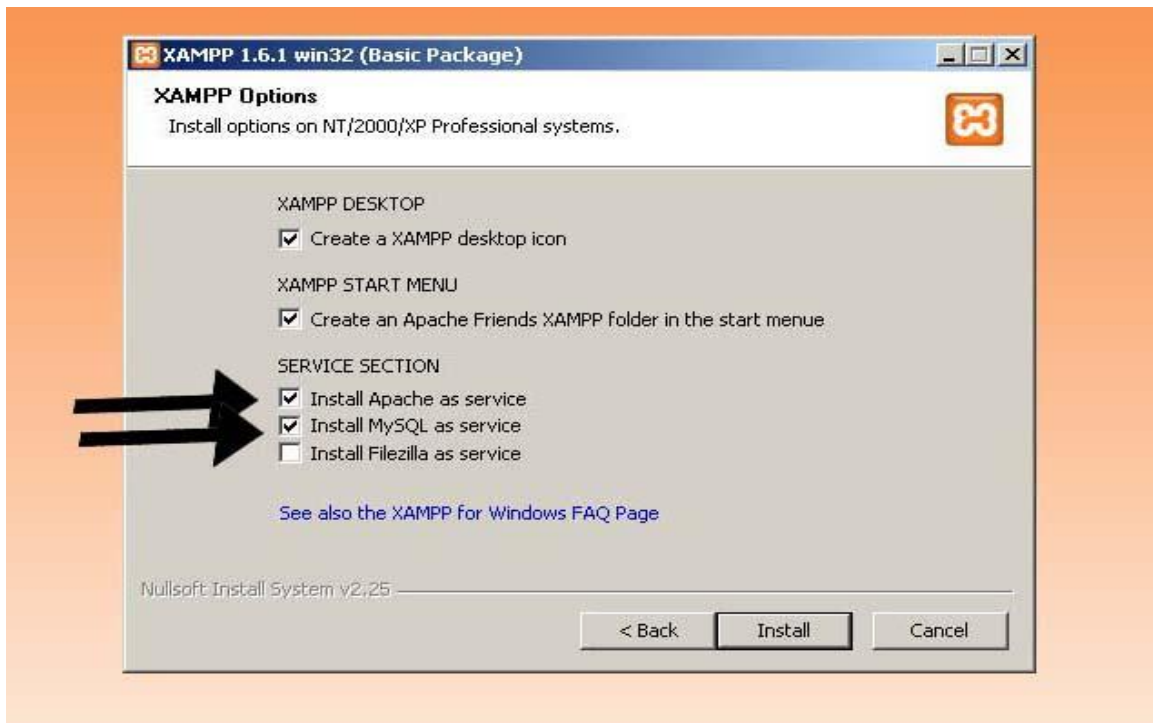 XAMPP 1.6.1 win32 (Basic Package)
XAMPP Options
Install options on NT/2000/XP Professional systems.
XAMPP DESKTOP
Create a XAMPP desktop icon
XAMPP START MENU
Create an Apache Friends XAMPP folder in the start menue
SERVICE SECTION
Install Apache as service
Install MySQL as service
Install Filezilla as service
See also the XAMPP for Windows FAQ Page
Nullsoft Install System v2.25
< Back
Install
Cancel